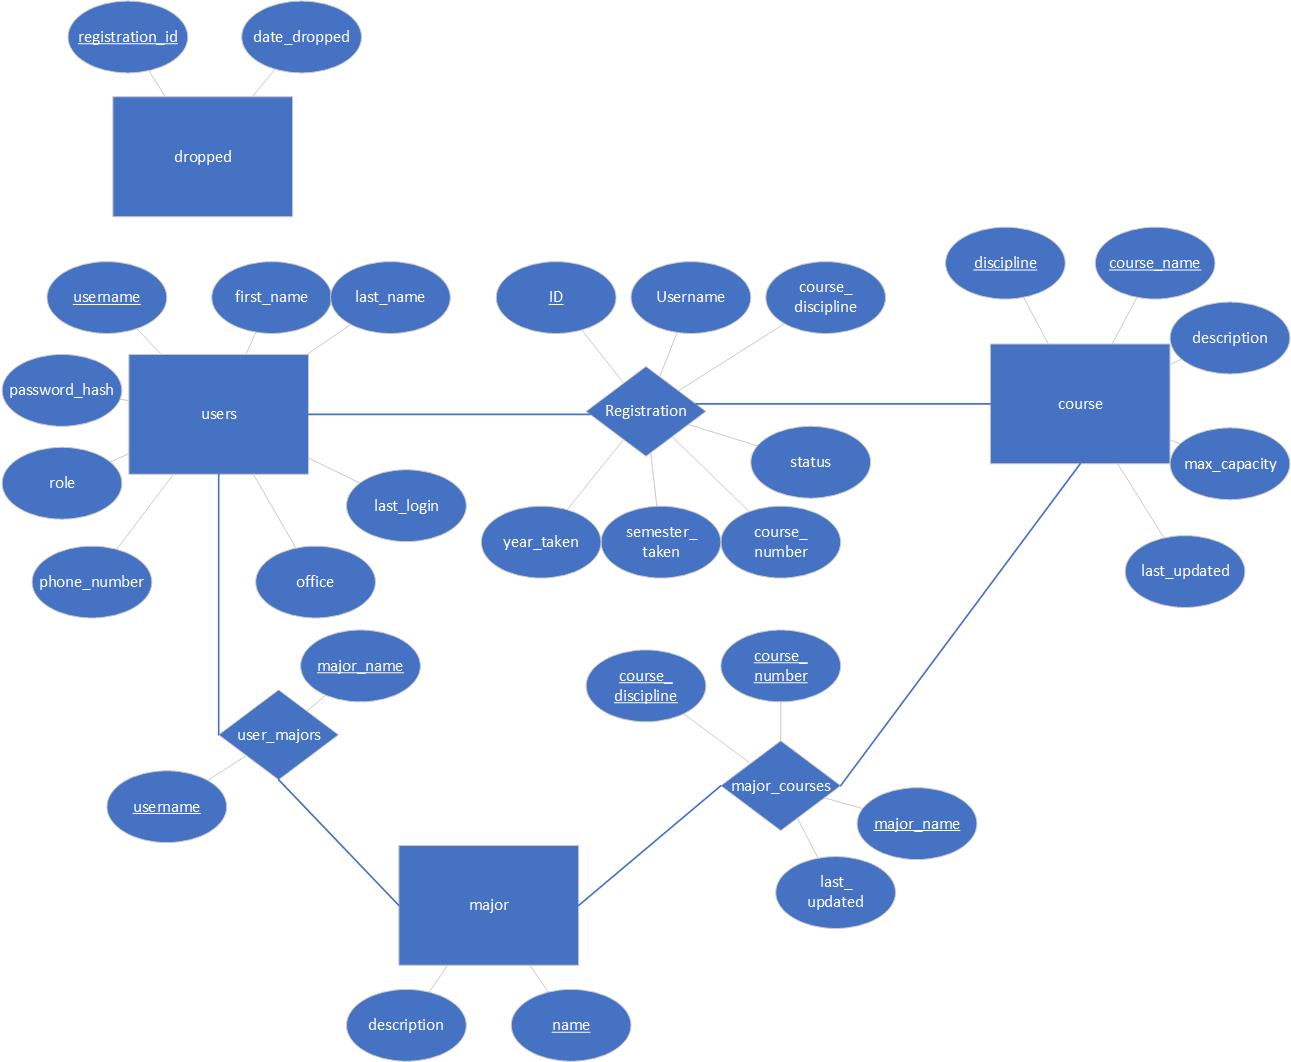 registration_id
date_dropped
dropped
username
first_name
last_name
password_hash
users
role
last_login
phone_number
office
ID
Username
course_
discipline
Registration
status
year_taken
semester_
taken
course_
number
discipline
course_name
description
course
max_capacity
last_updated
major_name
user_majors
username
course_
discipline
course_
number
major_courses
major_name
last_
updated
major
description
name